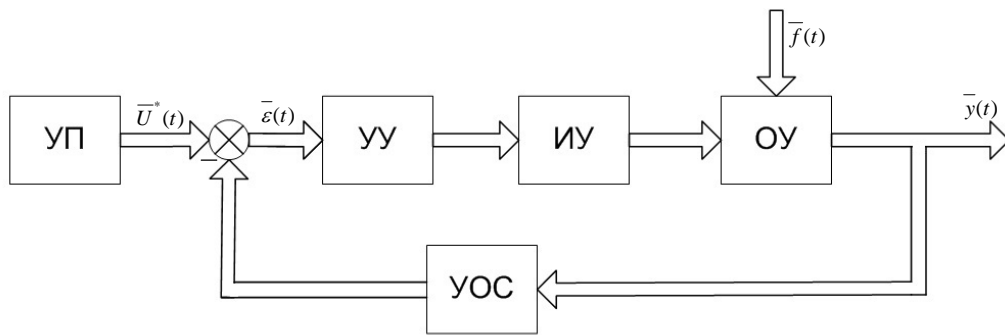 f̅(t)
УП
U̅*(t)
ε̅(t)
УУ
ИУ
ОУ
y̅(t)
−
УОС